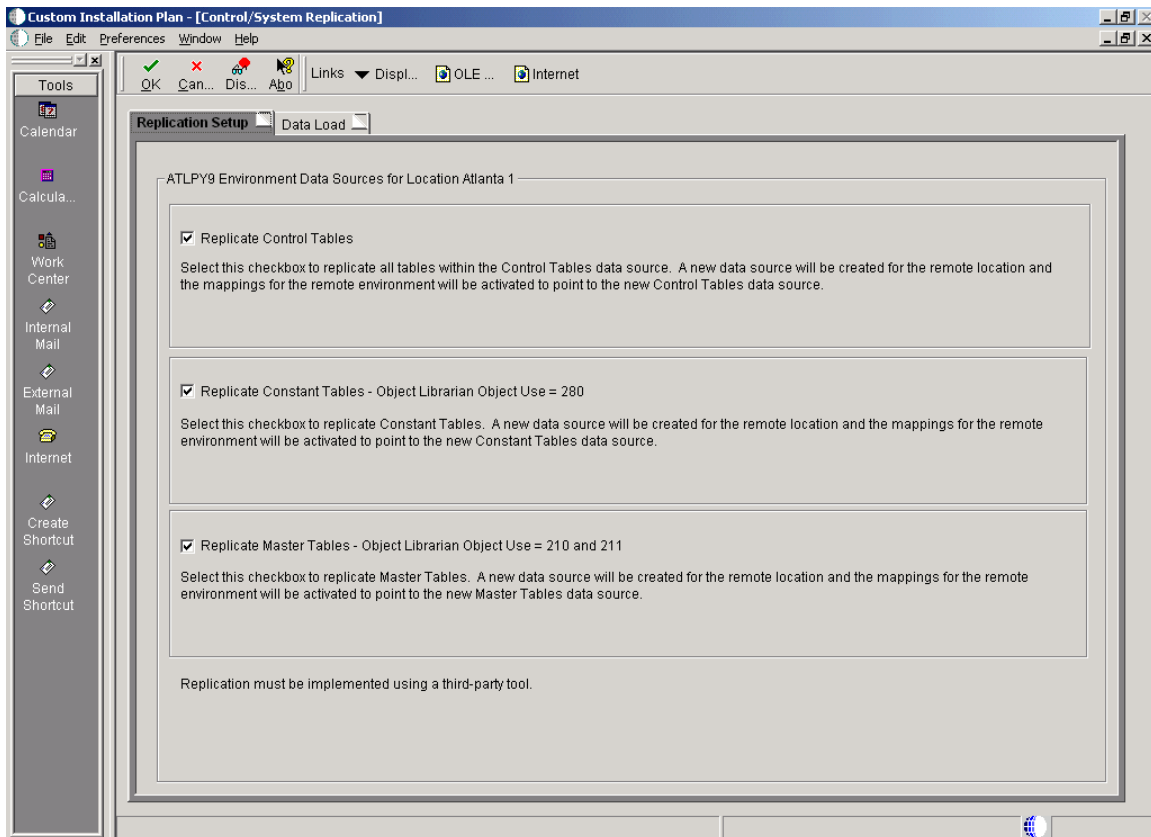 Custom Installation Plan - [Control/System Replication]
File Edit Preferences Window Help
Tools
Calendar
Calcula...
Work
Center
Internal
Mail
External
Mail
Internet
Create
Shortcut
Send
Shortcut
OK Can... Dis... Abo Links Displ... OLE ... Internet
Replication Setup Data Load
ATLPY9 Environment Data Sources for Location Atlanta 1
Replicate Control Tables
Select this checkbox to replicate all tables within the Control Tables data source. A new data source will be created for the remote location and
the mappings for the remote environment will be activated to point to the new Control Tables data source.
Replicate Constant Tables - Object Librarian Object Use = 280
Select this checkbox to replicate Constant Tables. A new data source will be created for the remote location and the mappings for the remote
environment will be activated to point to the new Constant Tables data source.
Replicate Master Tables - Object Librarian Object Use = 210 and 211
Select this checkbox to replicate Master Tables. A new data source will be created for the remote location and the mappings for the remote
environment will be activated to point to the new Master Tables data source.
Replication must be implemented using a third-party tool.